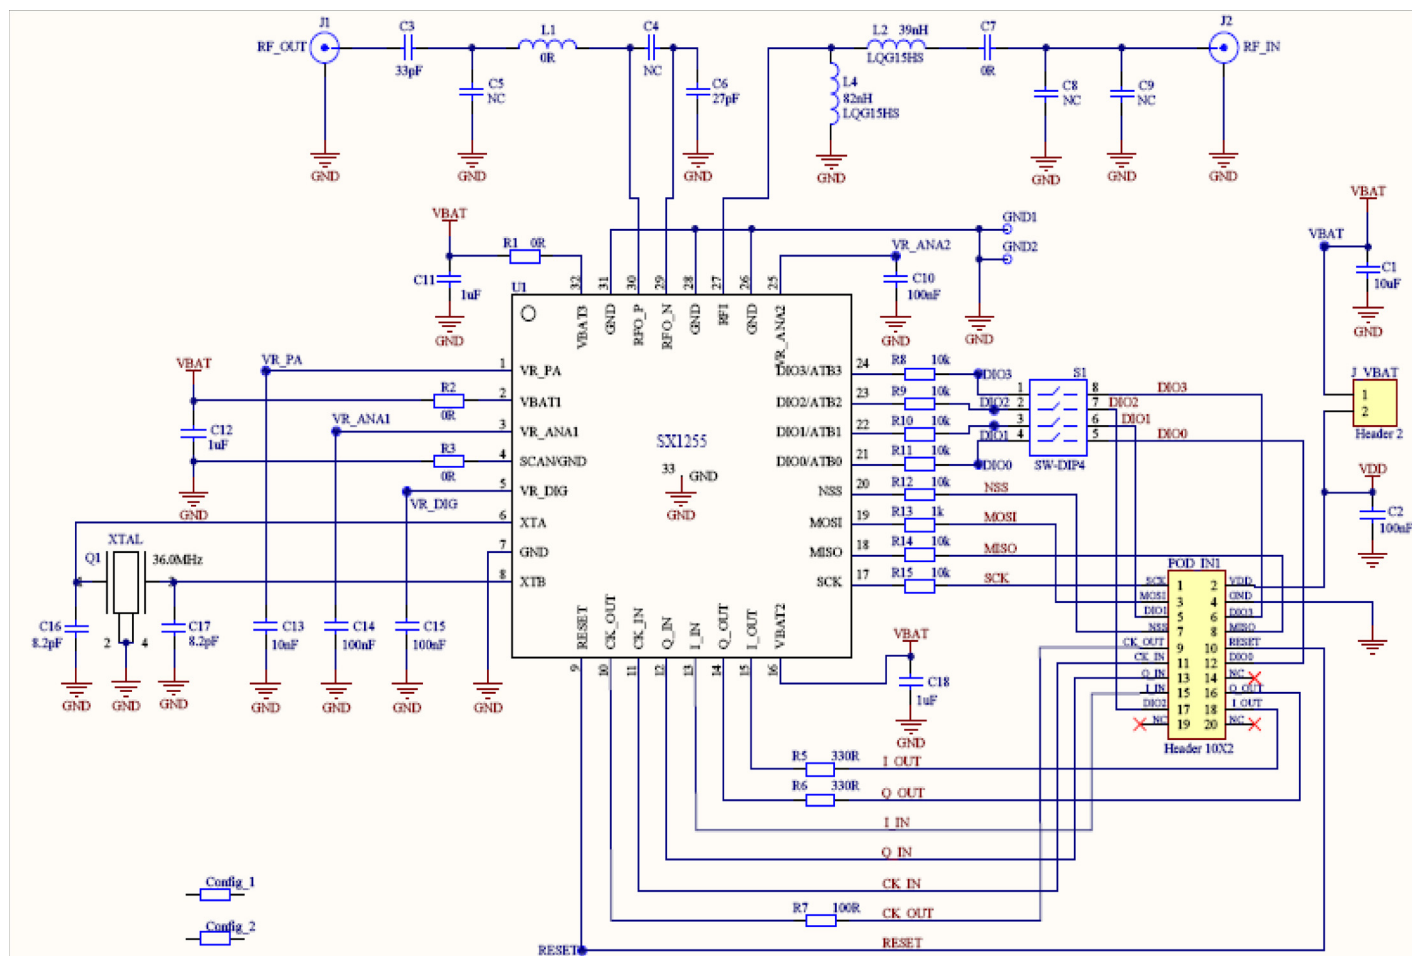 J1
RF_OUT
C3
33pF
C5
NC
L1
0R
C4
NC
C6
27pF
L2 39nH
LQG15HS
C7
0R
L4
82nH
LQG15HS
C8
NC
C9
NC
J2
RF_IN
GND
GND
GND
GND
GND
GND
GND
VBAT
R1 0R
C11
1uF
GND
GND1
GND2
VR_ANA2
C10
100nF
GND
GND
VBAT
VBAT
C1
10uF
GND
U1
32
31
30
29
28
27
26
25
VBAT3
GND
RFO_P
RFO_N
GND
RFI
GND
VR_ANA2
VR_PA
1
VR_PA
VBAT
R2
0R
2
VBAT1
VR_ANA1
3
VR_ANA1
C12
1uF
R3
0R
4
SCAN/GND
GND
VR_DIG
5
VR_DIG
6
XTA
7
GND
8
XTB
SX1255
33 GND
GND
DIO3/ATB3
24
R8 10k
DIO3
DIO2/ATB2
23
R9 10k
DIO2
DIO1/ATB1
22
R10 10k
DIO1
DIO0/ATB0
21
R11 10k
DIO0
NSS
20
R12 10k
NSS
MOSI
19
R13 1k
MOSI
MISO
18
R14 10k
MISO
SCK
17
R15 10k
SCK
S1
1
2
3
4
8
7
6
5
DIO3
DIO2
DIO1
DIO0
SW-DIP4
J_VBAT
1
2
Header 2
VDD
C2
100nF
XTAL
Q1
36.0MHz
2
4
C16
8.2pF
C17
8.2pF
C13
10nF
C14
100nF
C15
100nF
GND
GND
GND
GND
GND
GND
GND
RESET
CK_OUT
CK_IN
Q_IN
I_IN
Q_OUT
I_OUT
VBAT2
9
10
11
12
13
14
15
16
VBAT
C18
1uF
GND
POD_IN1
SCK 1 2 VDD
MOSI 3 4 GND
DIO1 5 6 DIO3
NSS 7 8 MISO
CK_OUT 9 10 RESET
CK_IN 11 12 DIO0
Q_IN 13 14 NC
I_IN 15 16 Q_OUT
DIO2 17 18 I_OUT
NC 19 20 NC
Header 10X2
R5 330R
I_OUT
R6 330R
Q_OUT
I_IN
Q_IN
CK_IN
R7 100R
CK_OUT
RESET
RESET
Config_1
Config_2